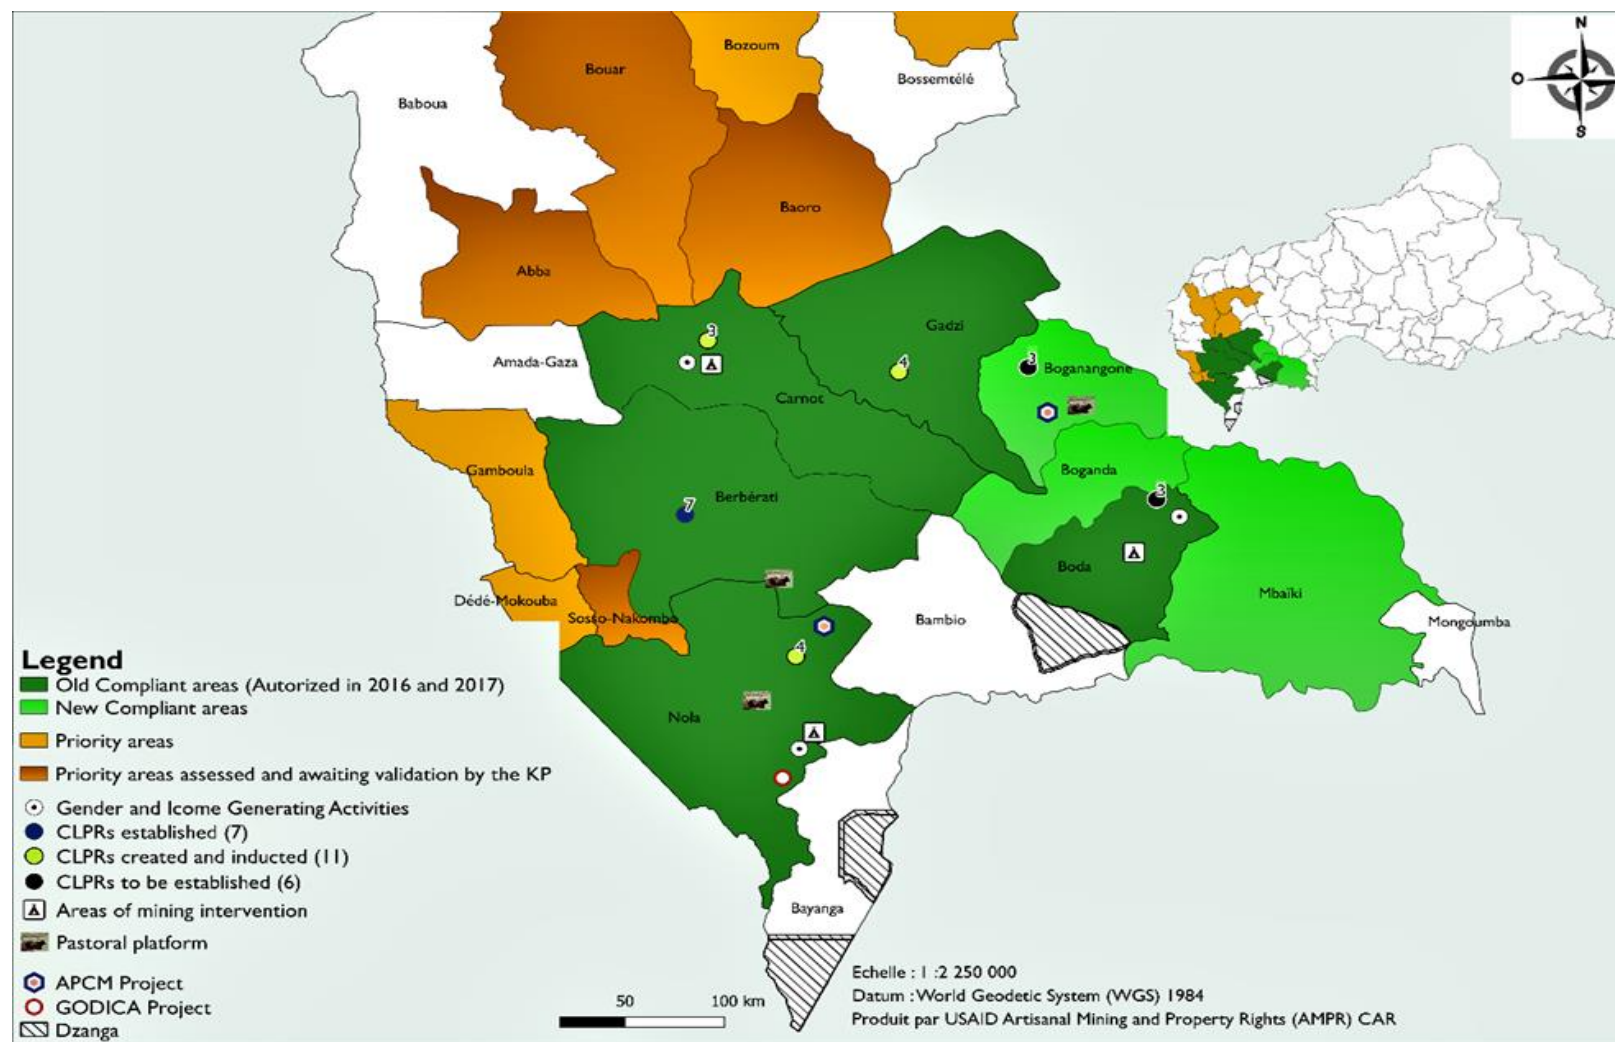 N
O
S
Bozoum
Bouar
Bossemtélé
Baboua
Baoro
Abba
Gadzi
3
Amada-Gaza
4
3
Boganangone
Carnot
Gamboula
Boganda
Berbérati
3
7
Boda
Mbaïki
Dédé-Mokouba
Sosso-Nakombo
Bambio
Mongoumba
4
Nola
Bayanga
Legend
Old Compliant areas (Autorized in 2016 and 2017)
New Compliant areas
Priority areas
Priority areas assessed and awaiting validation by the KP
Gender and Icome Generating Activities
CLPRs established (7)
CLPRs created and inducted (11)
CLPRs to be established (6)
Areas of mining intervention
Pastoral platform
APCM Project
GODICA Project
Dzanga
50 100 km
Echelle : 1 :2 250 000
Datum : World Geodetic System (WGS) 1984
Produit par USAID Artisanal Mining and Property Rights (AMPR) CAR